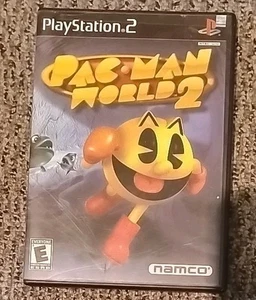 PlayStation.2
PAC-MAN
WORLD 2
E
EVERYONE
namco